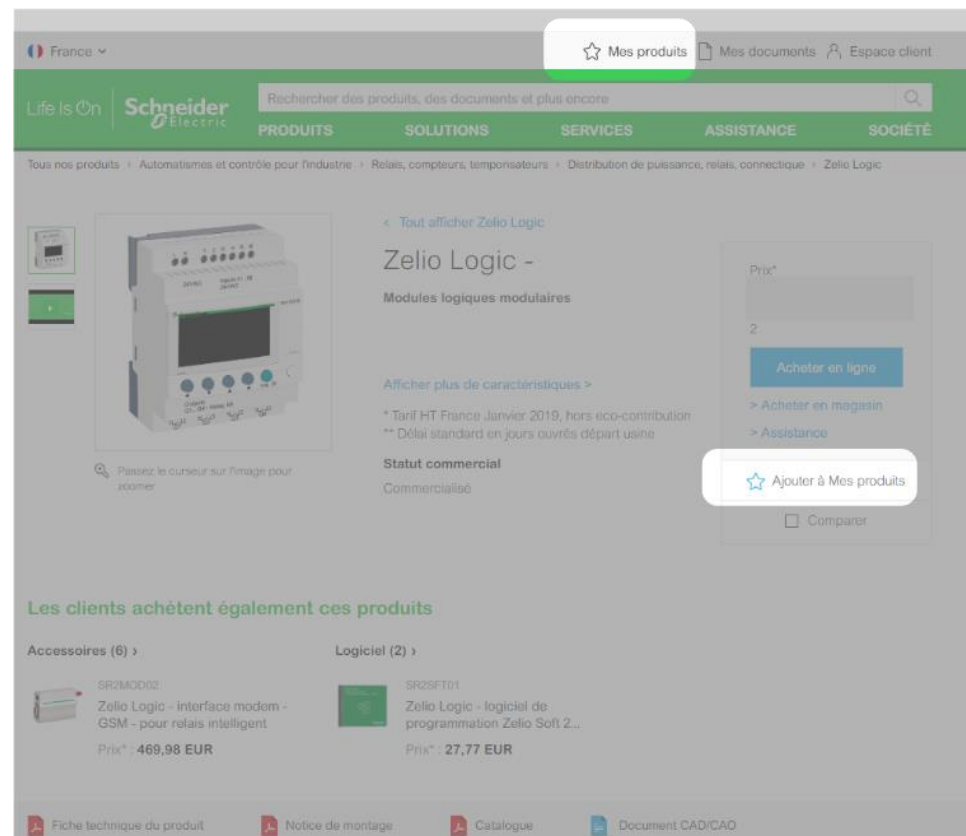 France
Mes produits
Mes documents
Espace client
Life Is On
Schneider
Electric
Rechercher des produits, des documents et plus encore
PRODUITS
SOLUTIONS
SERVICES
ASSISTANCE
SOCIÉTÉ
Tous nos produits > Automatismes et contrôle pour l'industrie > Relais, compteurs, temporisateurs > Distribution de puissance, relais, connectique > Zelio Logic
< Tout afficher Zelio Logic
Zelio Logic -
Modules logiques modulaires
Afficher plus de caractéristiques >
* Tarif HT France Janvier 2019, hors eco-contribution
** Délai standard en jours ouvrés départ usine
Statut commercial
Commercialisé
Passez le curseur sur l'image pour
zoomer
Prix*
2
Acheter en ligne
> Acheter en magasin
> Assistance
Ajouter à Mes produits
Comparer
Les clients achètent également ces produits
Accessoires (6) >
SR2MOD02
Zelio Logic - interface modem -
GSM - pour relais intelligent
Prix* : 469,98 EUR
Logiciel (2) >
SR2SFT01
Zelio Logic - logiciel de
programmation Zelio Soft 2...
Prix* : 27,77 EUR
Fiche technique du produit
Notice de montage
Catalogue
Document CAD/CAO